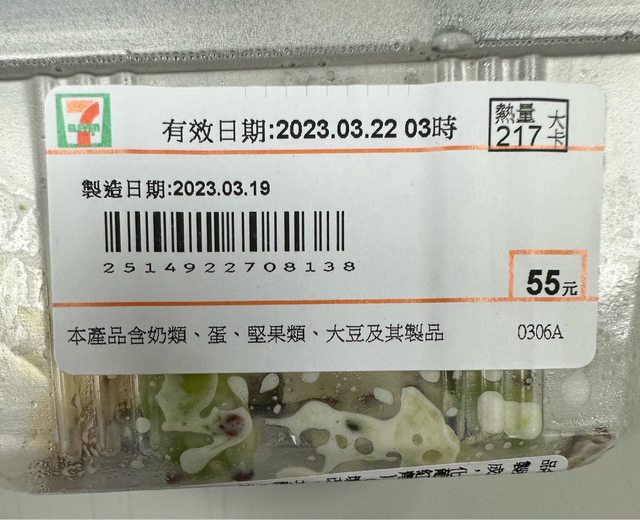 7
ELEVEN
有效日期:2023.03.22 03時
熱量 217 大卡
製造日期:2023.03.19
2514922708138
55元
本產品含奶類、蛋、堅果類、大豆及其製品
0306A